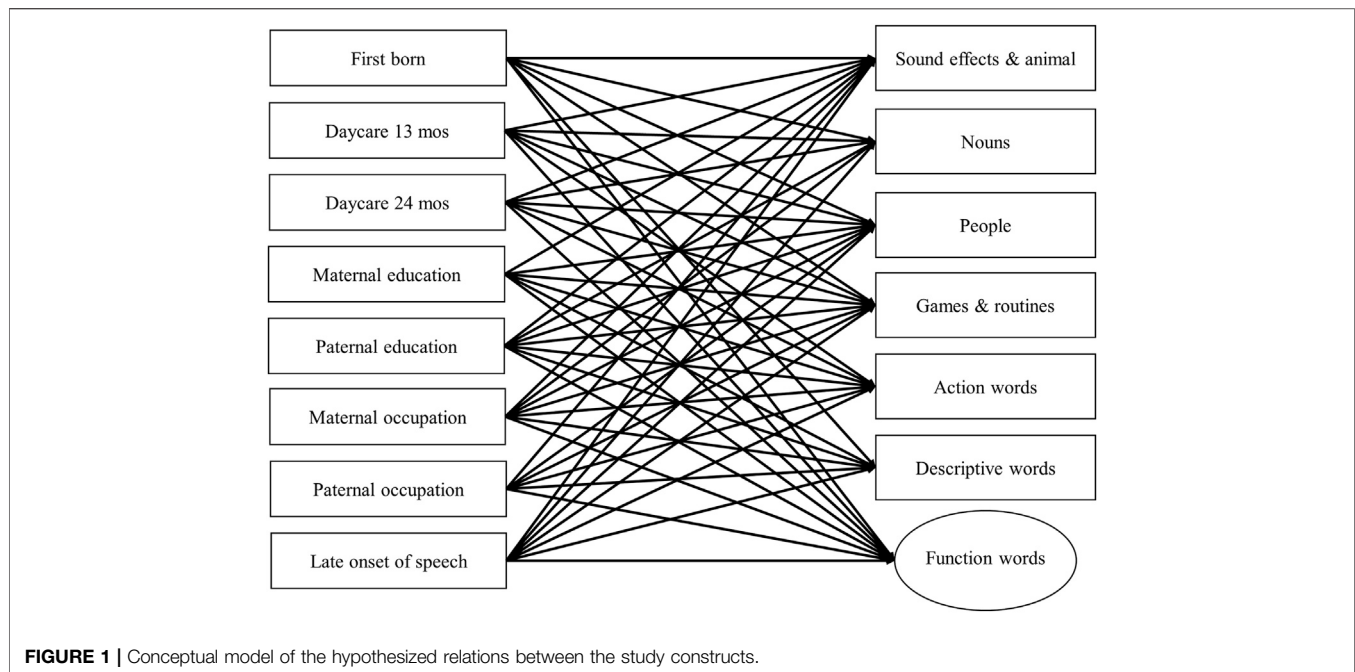 First born
Daycare 13 mos
Daycare 24 mos
Maternal education
Paternal education
Maternal occupation
Paternal occupation
Late onset of speech
Sound effects & animal
Nouns
People
Games & routines
Action words
Descriptive words
Function words
FIGURE 1 | Conceptual model of the hypothesized relations between the study constructs.